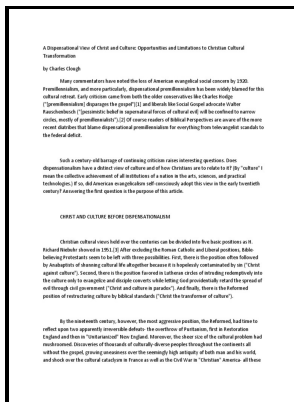 A Dispensational View of Christ and Culture: Opportunities and Limitations to Christian Cultural
Transformation
by Charles Clough
Many commentators have noted the loss of American evangelical social concern by 1920.
Premillennialism, and more particularly, dispensational premillennialism has been widely blamed for this
cultural retreat. Early criticism came from both the older conservatives like Charles Hodge
("[premillennialism] disparages the gospel")[1] and liberals like Social Gospel advocate Walter
Rauschenbusch ("[pessimistic belief in supernatural forces of cultural evil] will be confined to narrow
circles, mostly of premillennialists").[2] Of course readers of Biblical Perspectives are aware of the more
recent diatribes that blame dispensational premillennialism for everything from televangelist scandals to
the federal deficit.
Such a century-old barrage of continuing criticism raises interesting questions. Does
dispensationalism have a distinct view of culture and of how Christians are to relate to it? (By "culture" I
mean the collective achievement of all institutions of a nation in the arts, sciences, and practical
technologies.) If so, did American evangelicalism self-consciously adopt this view in the early twentieth
century? Answering the first question is the purpose of this article.
CHRIST AND CULTURE BEFORE DISPENSATIONALISM
Christian cultural views held over the centuries can be divided into five basic positions as H.
Richard Niebuhr showed in 1951.[3] After excluding the Roman Catholic and Liberal positions, Bible-
believing Protestants seem to be left with three possibilities. First, there is the position often followed
by Anabaptists of shunning cultural life altogether because it is hopelessly contaminated by sin ("Christ
against culture"). Second, there is the position favored in Lutheran circles of intruding redemptively into
the culture only to evangelize and disciple converts while letting God providentially retard the spread of
evil through civil government ("Christ and culture in paradox"). And finally, there is the Reformed
position of restructuring culture by biblical standards ("Christ the transformer of culture").
By the nineteenth century, however, the most aggressive position, the Reformed, had time to
reflect upon two apparently irreversible defeats- the overthrow of Puritanism, first in Restoration
England and then in "Unitarianized" New England. Moreover, the sheer size of the cultural problem had
mushroomed. Discoveries of thousands of culturally-diverse peoples throughout the continents all
without the gospel, growing uneasiness over the seemingly high antiquity of both man and his world,
and shock over the cultural cataclysm in France as well as the Civil War in "Christian" America- all these